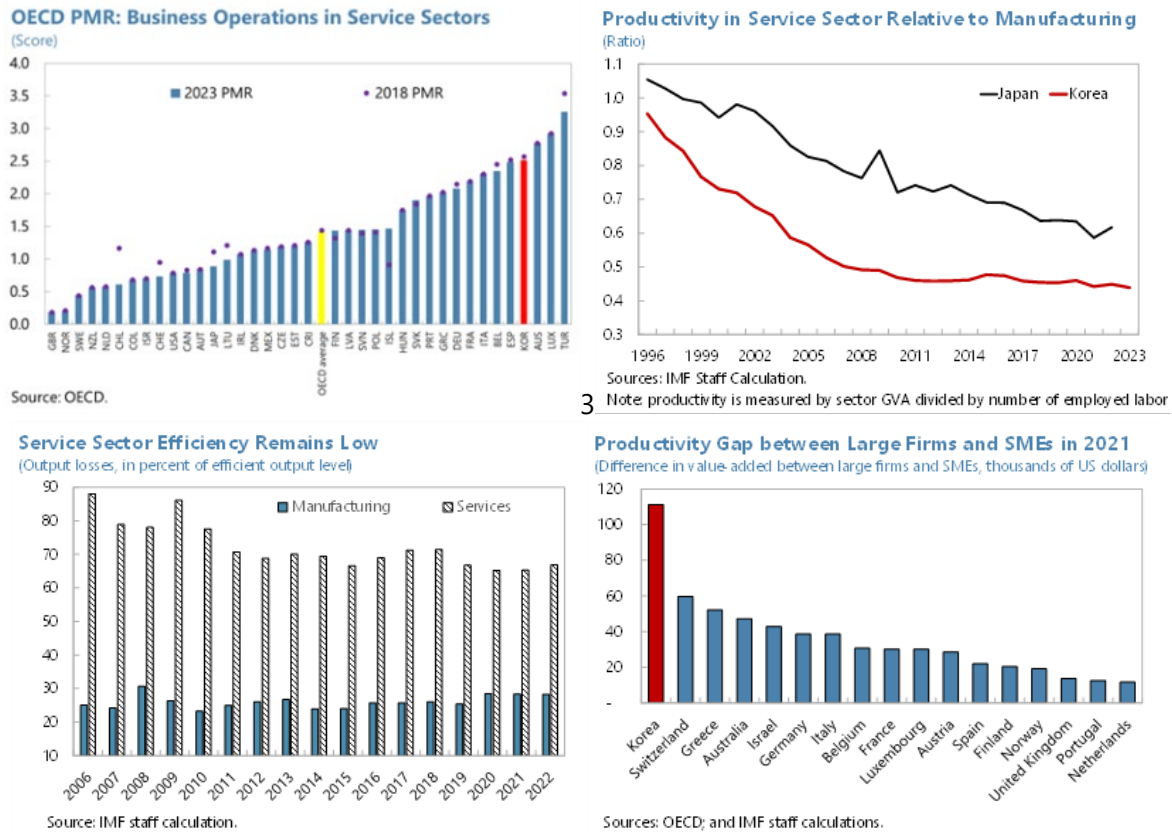 OECD PMR: Business Operations in Service Sectors
(Score)
4.0
3.5
3.0
2.5
2.0
1.5
1.0
0.5
0.0
2023 PMR
2018 PMR
GBR
NOR
SWE
NZL
NLD
CHL
COL
ISR
CHE
USA
CAN
AUT
JAP
LTU
IRL
DNK
MEX
CZE
EST
CRI
OECD average
FIN
LVA
SVN
POL
ISL
HUN
SVK
PRT
GRC
DEU
FRA
ITA
BEL
ESP
KOR
AUS
LUX
TUR
Source: OECD.
Productivity in Service Sector Relative to Manufacturing
(Ratio)
1.1
1.0
0.9
0.8
0.7
0.6
0.5
0.4
0.3
Japan
Korea
1996
1999
2002
2005
2008
2011
2014
2017
2020
2023
Sources: IMF Staff Calculation.
3
Note: productivity is measured by sector GVA divided by number of employed labor
Service Sector Efficiency Remains Low
(Output losses, in percent of efficient output level)
90
80
70
60
50
40
30
20
10
Manufacturing
Services
2006
2007
2008
2009
2010
2011
2012
2013
2014
2015
2016
2017
2018
2019
2020
2021
2022
Source: IMF staff calculation.
Productivity Gap between Large Firms and SMEs in 2021
(Difference in value-added between large firms and SMEs, thousands of US dollars)
120
100
80
60
40
20
-
Korea
Switzerland
Greece
Australia
Israel
Germany
Italy
Belgium
France
Luxembourg
Austria
Spain
Finland
Norway
United Kingdom
Portugal
Netherlands
Sources: OECD; and IMF staff calculations.